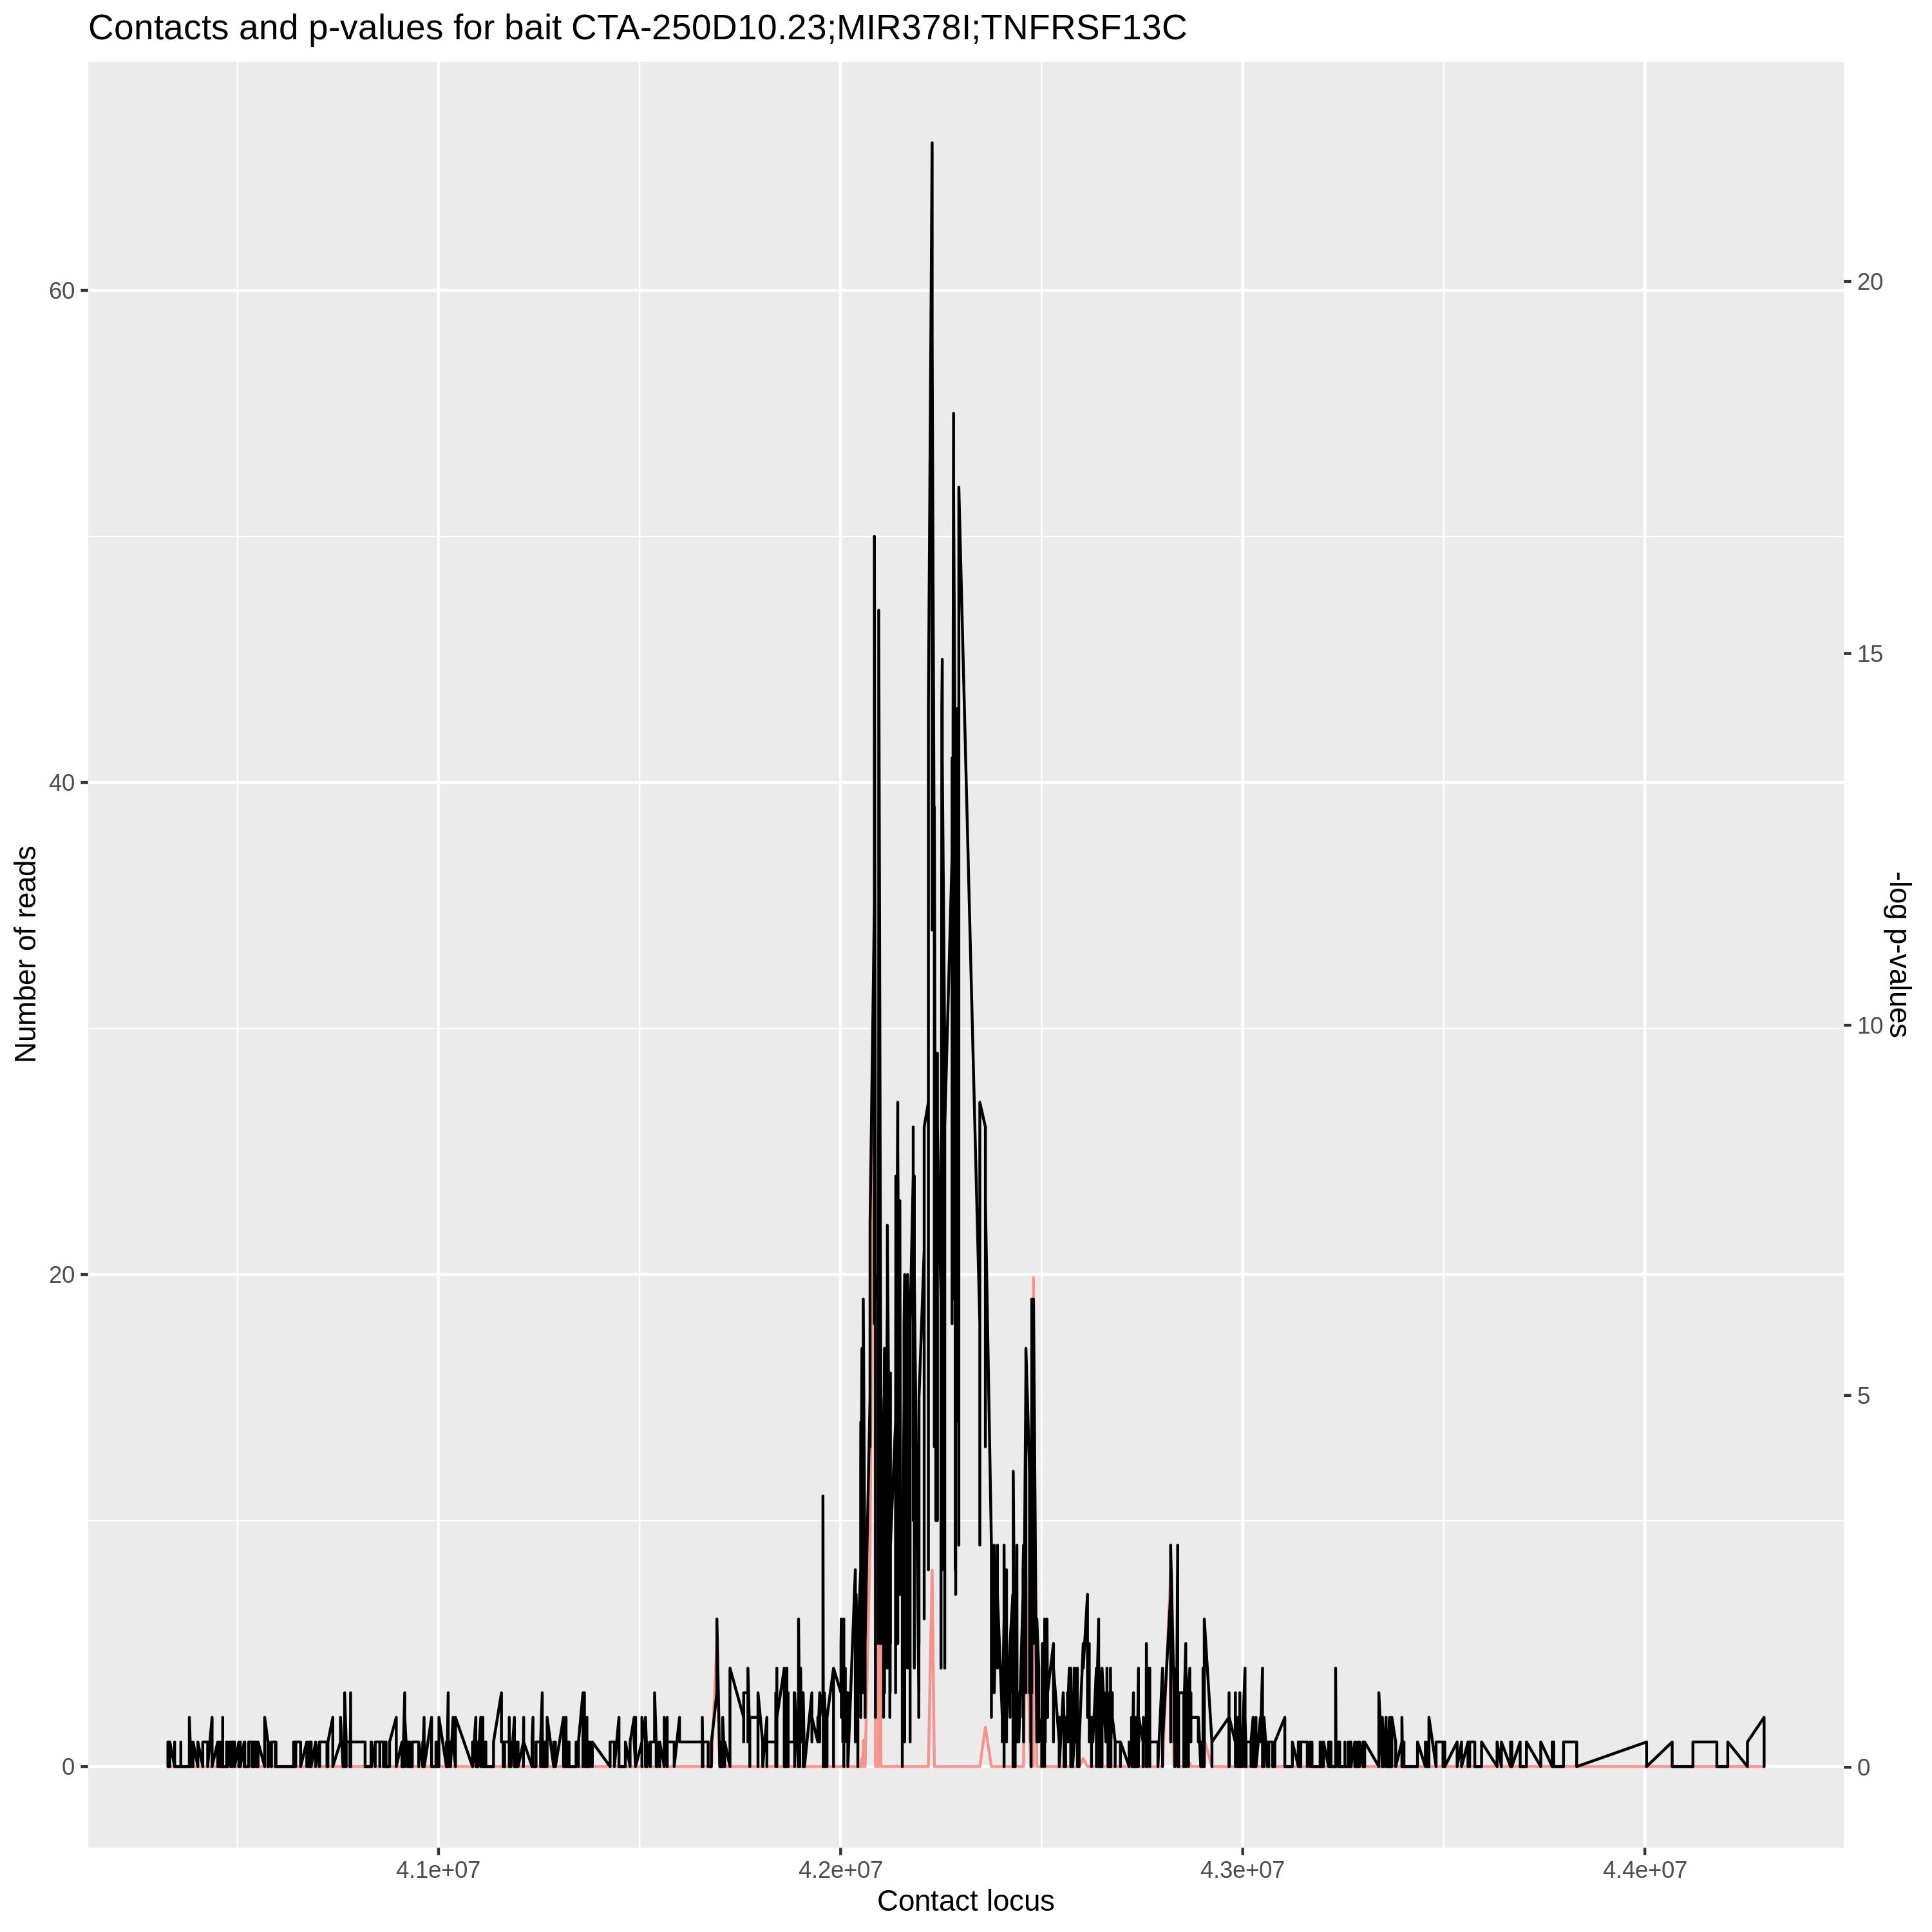 Contacts and p-values for bait CTA-250D10.23;MIR378I;TNFRSF13C
60
40
20
0
Number of reads
20
15
10
5
0
-log p-values
4.1e+07
4.2e+07
4.3e+07
4.4e+07
Contact locus